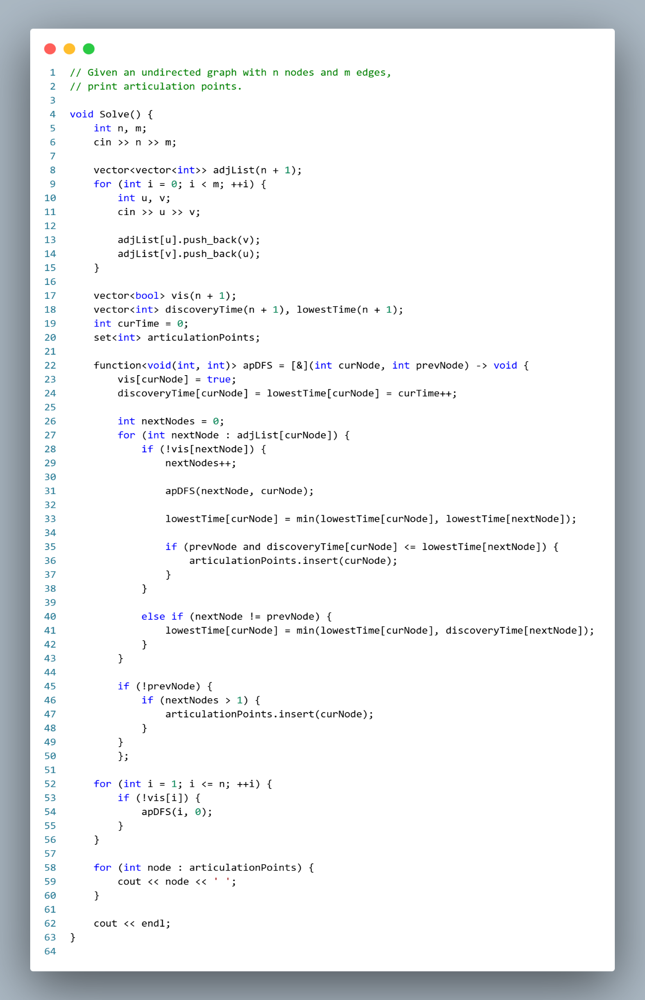 1 // Given an undirected graph with n nodes and m edges,
2 // print articulation points.
3
4 void Solve() {
5     int n, m;
6     cin >> n >> m;
7
8     vector<vector<int>> adjList(n + 1);
9     for (int i = 0; i < m; ++i) {
10         int u, v;
11         cin >> u >> v;
12
13         adjList[u].push_back(v);
14         adjList[v].push_back(u);
15     }
16
17     vector<bool> vis(n + 1);
18     vector<int> discoveryTime(n + 1), lowestTime(n + 1);
19     int curTime = 0;
20     set<int> articulationPoints;
21
22     function<void(int, int)> apDFS = [&](int curNode, int prevNode) -> void {
23         vis[curNode] = true;
24         discoveryTime[curNode] = lowestTime[curNode] = curTime++;
25
26         int nextNodes = 0;
27         for (int nextNode : adjList[curNode]) {
28             if (!vis[nextNode]) {
29                 nextNodes++;
30
31                 apDFS(nextNode, curNode);
32
33                 lowestTime[curNode] = min(lowestTime[curNode], lowestTime[nextNode]);
34
35                 if (prevNode and discoveryTime[curNode] <= lowestTime[nextNode]) {
36                     articulationPoints.insert(curNode);
37                 }
38             }
39
40             else if (nextNode != prevNode) {
41                 lowestTime[curNode] = min(lowestTime[curNode], discoveryTime[nextNode]);
42             }
43         }
44
45         if (!prevNode) {
46             if (nextNodes > 1) {
47                 articulationPoints.insert(curNode);
48             }
49         }
50         };
51
52     for (int i = 1; i <= n; ++i) {
53         if (!vis[i]) {
54             apDFS(i, 0);
55         }
56     }
57
58     for (int node : articulationPoints) {
59         cout << node << ' ';
60     }
61
62     cout << endl;
63 }
64